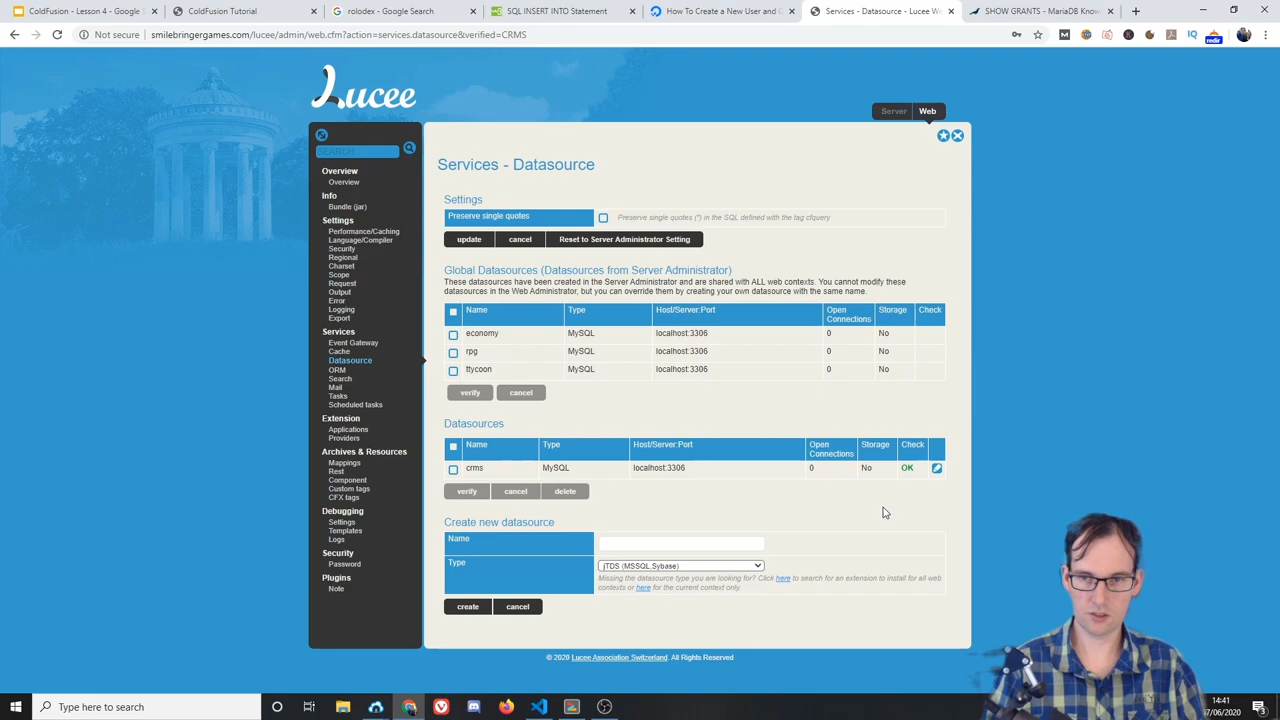 ColdFusion - Lesson 4 - S
ColdFusion Tutorial
rolodex - Google Search
SQL INSERT INTO Statement
How To Create a New User and G
Services - Datasource - Lucee We
SHOW GRANTS - MariaDB Know
Not secure smilebringergames.com/lucee/admin/web.cfm?action=services.datasource&verified=CRMS
Lucee
Server Web
SEARCH
Overview
Overview
Info
Bundle (jar)
Settings
Performance/Caching
Language/Compiler
Security
Regional
Charset
Scope
Request
Output
Error
Logging
Export
Services
Event Gateway
Cache
Datasource
ORM
Search
Mail
Tasks
Scheduled tasks
Extension
Applications
Providers
Archives & Resources
Mappings
Rest
Component
Custom tags
CFX tags
Debugging
Settings
Templates
Logs
Security
Password
Plugins
Note
Services - Datasource
Settings
Preserve single quotes Preserve single quotes (") in the SQL defined with the tag cfquery
update cancel Reset to Server Administrator Setting
Global Datasources (Datasources from Server Administrator)
These datasources have been created in the Server Administrator and are shared with ALL web contexts. You cannot modify these
datasources in the Web Administrator, but you can override them by creating your own datasource with the same name.
Name Type Host/Server:Port Open Connections Storage Check
economy MySQL localhost:3306 0 No
rpg MySQL localhost:3306 0 No
ttycoon MySQL localhost:3306 0 No
verify cancel
Datasources
Name Type Host/Server:Port Open Connections Storage Check
crms MySQL localhost:3306 0 No OK
verify cancel delete
Create new datasource
Name
Type jTDS (MSSQL,Sybase)
Missing the datasource type you are looking for? Click here to search for an extension to install for all web
contexts or here for the current context only.
create cancel
© 2020 Lucee Association Switzerland. All Rights Reserved
Type here to search
14:41
7/06/2020